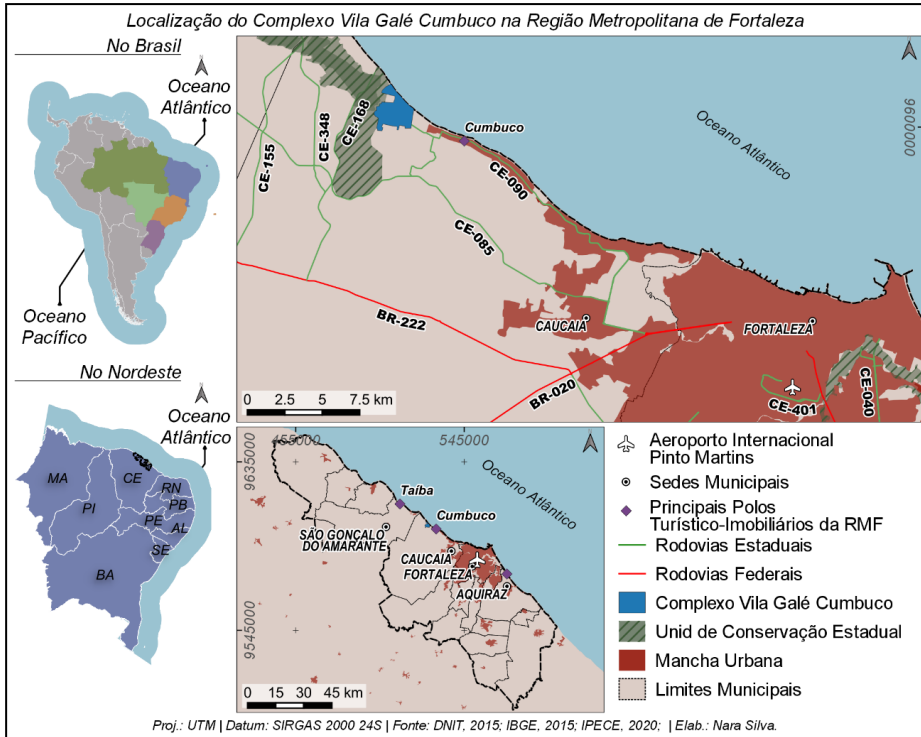 Localização do Complexo Vila Galé Cumbuco na Região Metropolitana de Fortaleza
No Brasil
Oceano
Atlântico
Oceano
Pacífico
No Nordeste
Oceano
Atlântico
MA
CE
RN
PI
PB
PE
AL
SE
BA
CE-155
CE-348
CE-168
Cumbuco
CE-090
CE-085
Oceano Atlântico
9600000
BR-222
CAUCAIA
FORTALEZA
BR-020
CE-401
CE-040
0 2.5 5 7.5 km
455000
545000
9635000
9545000
Oceano Atlântico
Taíba
Cumbuco
SÃO GONÇALO
DO AMARANTE
CAUCAIA
FORTALEZA
AQUIRAZ
0 15 30 45 km
Aeroporto Internacional
Pinto Martins
Sedes Municipais
Principais Polos
Turístico-Imobiliários da RMF
Rodovias Estaduais
Rodovias Federais
Complexo Vila Galé Cumbuco
Unid de Conservação Estadual
Mancha Urbana
Limites Municipais
Proj.: UTM | Datum: SIRGAS 2000 24S | Fonte: DNIT, 2015; IBGE, 2015; IPECE, 2020; | Elab.: Nara Silva.